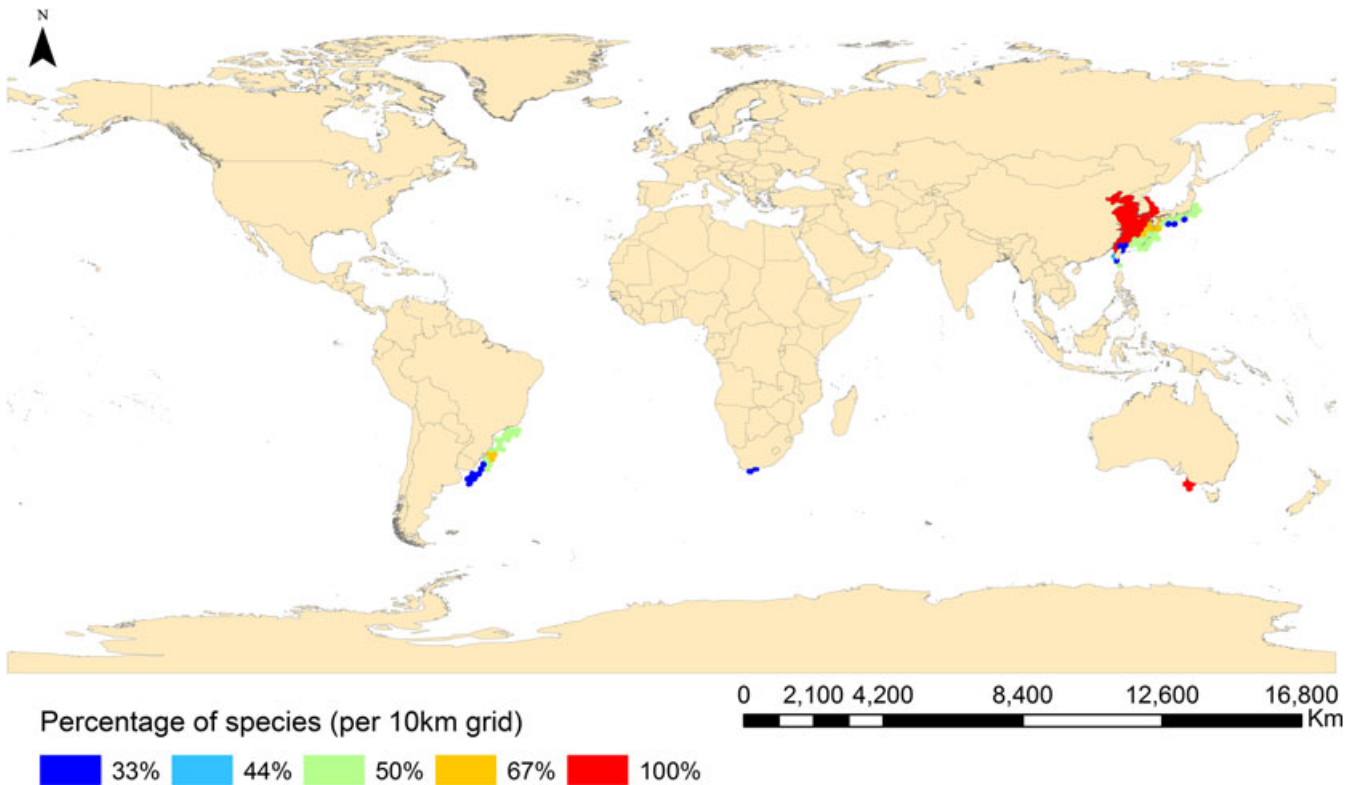 N
0 2,100 4,200 8,400 12,600 16,800
Km
Percentage of species (per 10km grid)
33% 44% 50% 67% 100%